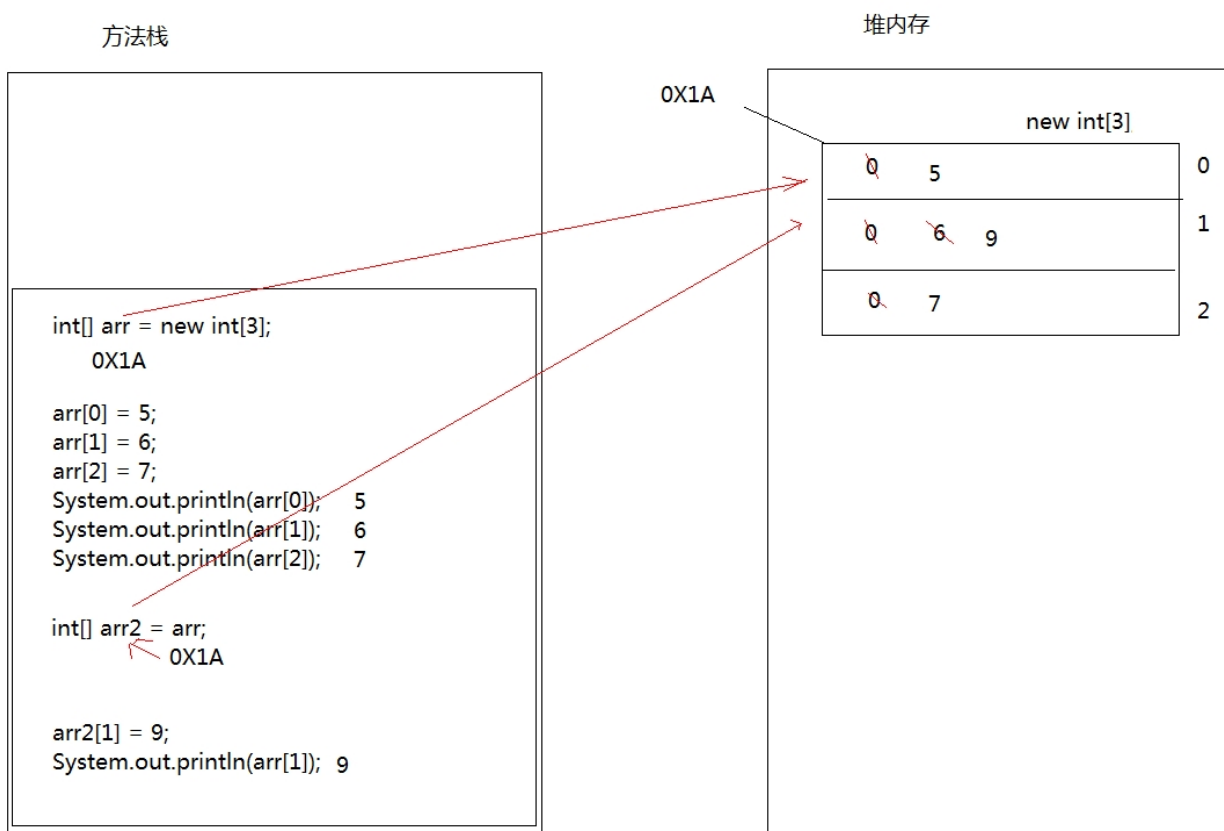 方法栈
int[] arr = new int[3];
0X1A
arr[0] = 5;
arr[1] = 6;
arr[2] = 7;
System.out.println(arr[0]); 5
System.out.println(arr[1]); 6
System.out.println(arr[2]); 7
int[] arr2 = arr;
0X1A
arr2[1] = 9;
System.out.println(arr[1]); 9
堆内存
0X1A
new int[3]
0 5 0
0 6 9 1
0 7 2